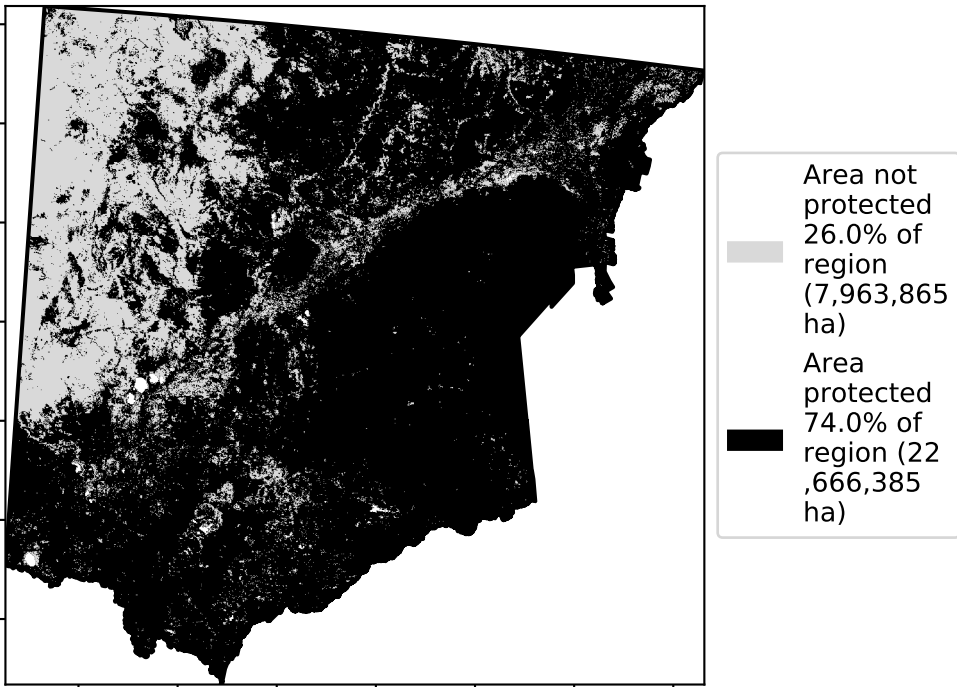 Area not
protected
26.0% of
region
(7,963,865
ha)
Area
protected
74.0% of
region (22
,666,385
ha)